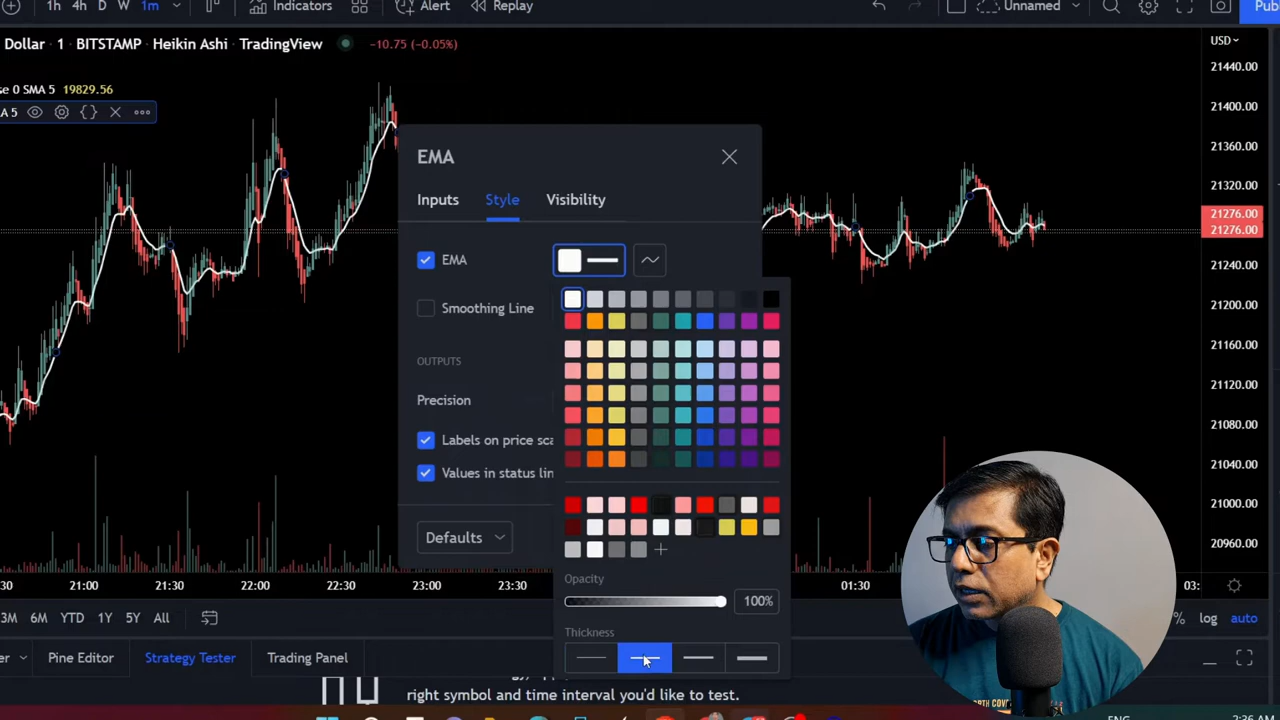 1h 4h D W 1m Indicators Alert Replay Unnamed
Dollar · 1 · BITSTAMP · Heikin Ashi · TradingView −10.75 (−0.05%) USD
21440.00
se 0 SMA 5 19829.56
21400.00
A 5
EMA
21360.00
Inputs Style Visibility
21320.00
21276.00
21276.00
EMA
21240.00
Smoothing Line
21200.00
21160.00
OUTPUTS
Precision
21120.00
Labels on price sca
21080.00
Values in status lin
21040.00
21000.00
Defaults
20960.00
:30 21:00 21:30 22:00 22:30 23:00 23:30 01:30 03:
Opacity
100%
3M 6M YTD 1Y 5Y All % log auto
Thickness
er Pine Editor Strategy Tester Trading Panel
right symbol and time interval you'd like to test.
ENG 2:36 AM